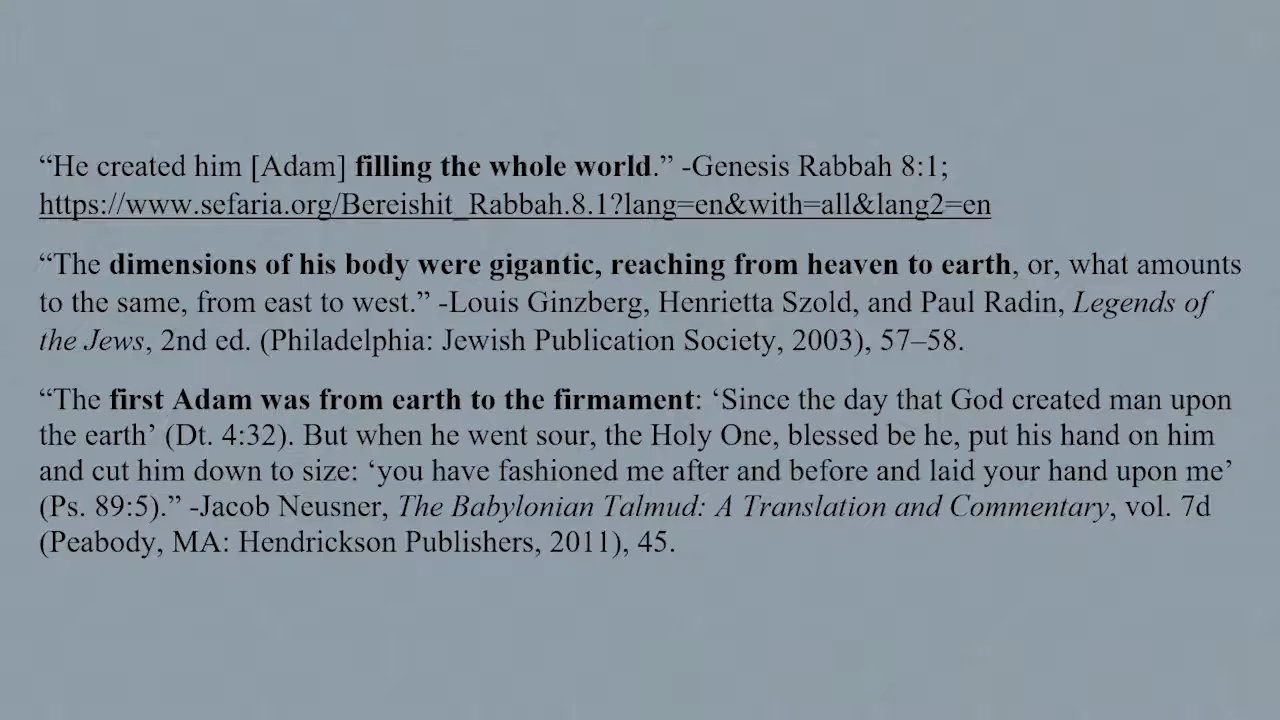 “He created him [Adam] filling the whole world.” -Genesis Rabbah 8:1;
https://www.sefaria.org/Bereishit_Rabbah.8.1?lang=en&with=all&lang2=en
“The dimensions of his body were gigantic, reaching from heaven to earth, or, what amounts
to the same, from east to west.” -Louis Ginzberg, Henrietta Szold, and Paul Radin, Legends of
the Jews, 2nd ed. (Philadelphia: Jewish Publication Society, 2003), 57–58.
“The first Adam was from earth to the firmament: ‘Since the day that God created man upon
the earth’ (Dt. 4:32). But when he went sour, the Holy One, blessed be he, put his hand on him
and cut him down to size: ‘you have fashioned me after and before and laid your hand upon me’
(Ps. 89:5).” -Jacob Neusner, The Babylonian Talmud: A Translation and Commentary, vol. 7d
(Peabody, MA: Hendrickson Publishers, 2011), 45.